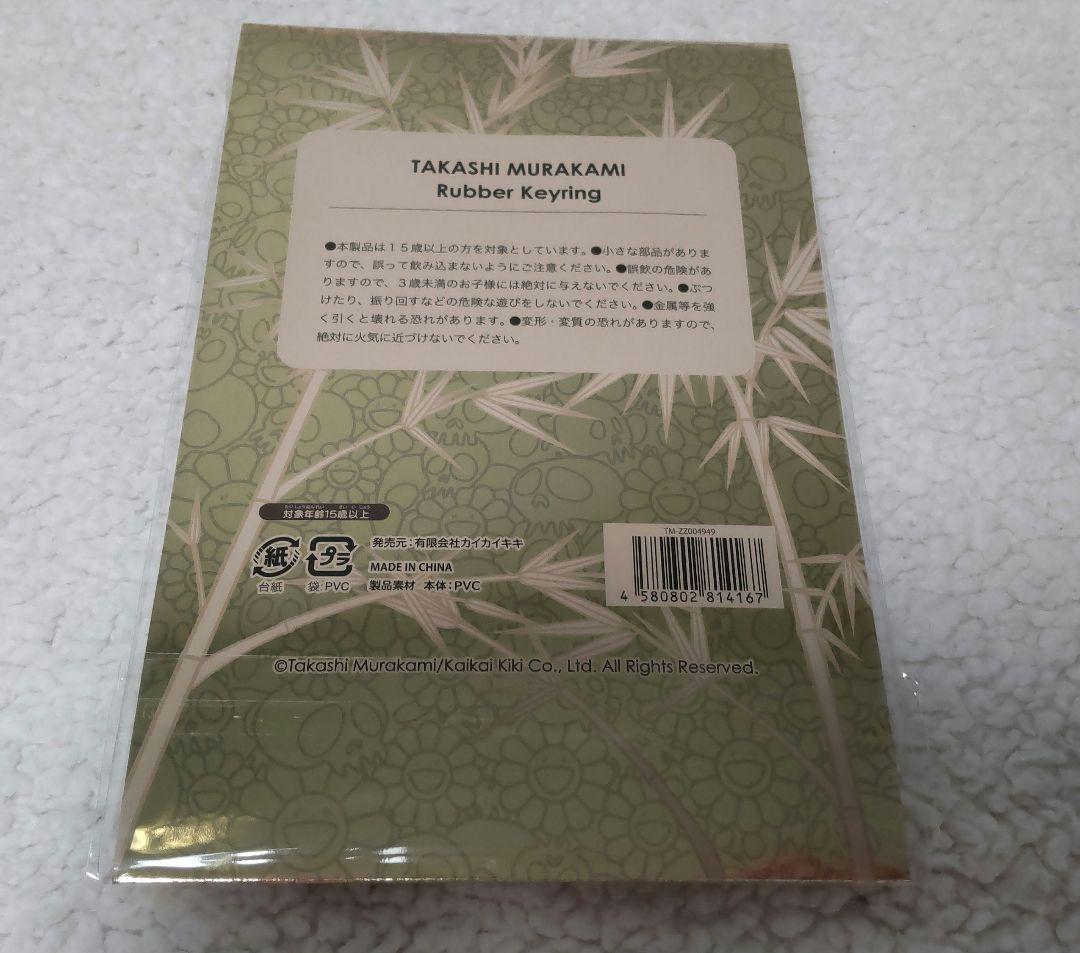 TAKASHI MURAKAMI
Rubber Keyring
●本製品は１５歳以上の方を対象としています。●小さな部品がありま
すので、誤って飲み込まないようにご注意ください。●誤飲の危険があ
りますので、３歳未満のお子様には絶対に与えないでください。●ぶつ
けたり、振り回すなどの危険な遊びをしないでください。●金属等を強
く引くと壊れる恐れがあります。●変形・変質の恐れがありますので、
絶対に火気に近づけないでください。
対象年齢15歳以上
紙
プラ
台紙
袋:PVC
発売元：有限会社カイカイキキ
MADE IN CHINA
製品素材 本体：PVC
TM-ZZ004949
4 580802 814167
©Takashi Murakami/Kaikai Kiki Co., Ltd. All Rights Reserved.